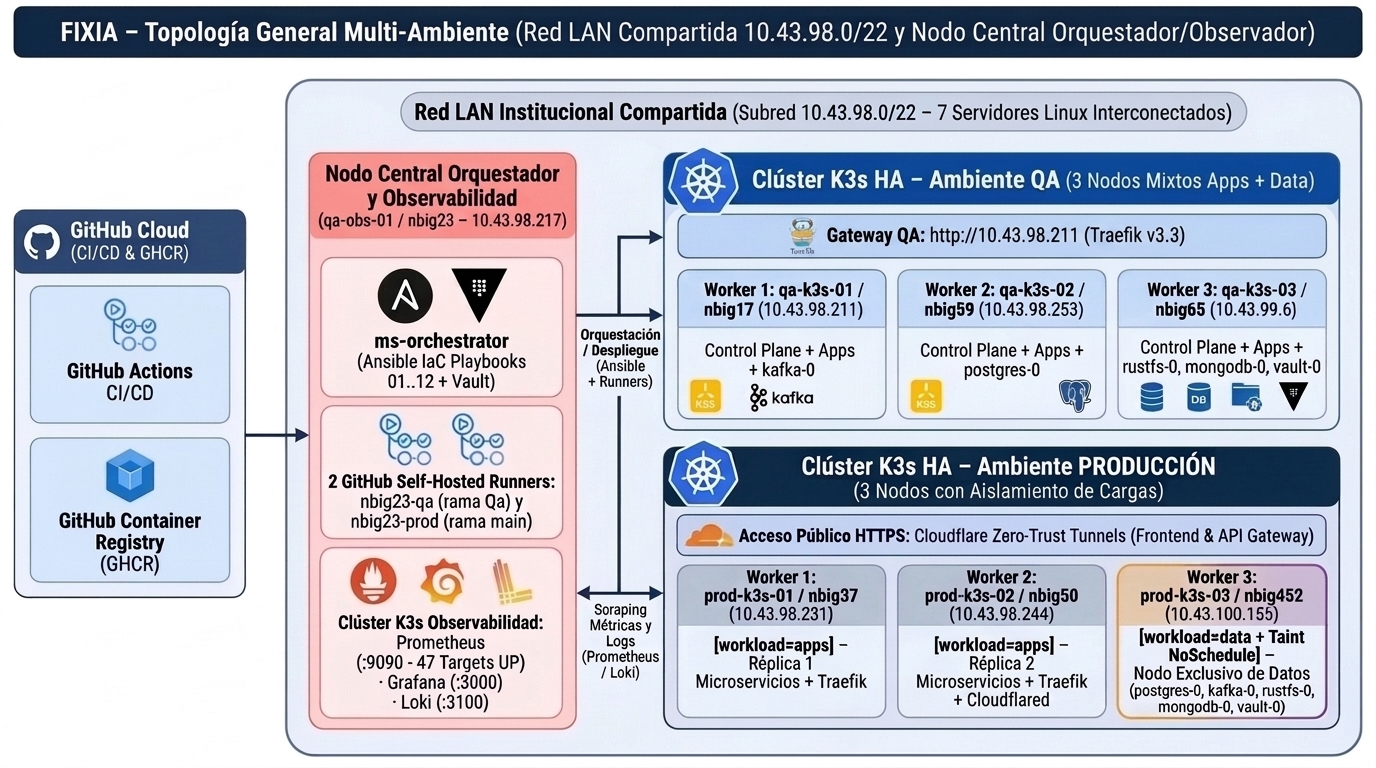 FIXIA – Topología General Multi-Ambiente (Red LAN Compartida 10.43.98.0/22 y Nodo Central Orquestador/Observador)
Red LAN Institucional Compartida (Subred 10.43.98.0/22 – 7 Servidores Linux Interconectados)
GitHub Cloud
(CI/CD & GHCR)
GitHub Actions
CI/CD
GitHub Container
Registry
(GHCR)
Nodo Central Orquestador
y Observabilidad
(qa-obs-01 / nbig23 – 10.43.98.217)
ms-orchestrator
(Ansible IaC Playbooks
01..12 + Vault)
2 GitHub Self-Hosted Runners:
nbig23-qa (rama Qa) y
nbig23-prod (rama main)
Clúster K3s Observabilidad:
Prometheus
(:9090 - 47 Targets UP)
· Grafana (:3000)
· Loki (:3100)
Orquestación
/ Despliegue
(Ansible
+ Runners)
Soraping
Métricas y
Logs
(Prometheus
/ Loki)
Clúster K3s HA – Ambiente QA (3 Nodos Mixtos Apps + Data)
Gateway QA: http://10.43.98.211 (Traefik v3.3)
Worker 1: qa-k3s-01 /
nbig17 (10.43.98.211)
Control Plane + Apps
+ kafka-0
KSS
kafka
Worker 2: qa-k3s-02 /
nbig59 (10.43.98.253)
Control Plane + Apps +
postgres-0
KSS
Worker 3: qa-k3s-03 /
nbig65 (10.43.99.6)
Control Plane + Apps +
rustfs-0, mongodb-0, vault-0
DB
Clúster K3s HA – Ambiente PRODUCCIÓN
(3 Nodos con Aislamiento de Cargas)
Acceso Público HTTPS: Cloudflare Zero-Trust Tunnels (Frontend & API Gateway)
Worker 1:
prod-k3s-01 / nbig37
(10.43.98.231)
[workload=apps] –
Réplica 1
Microservicios + Traefik
Worker 2:
prod-k3s-02 / nbig50
(10.43.98.244)
[workload=apps] –
Réplica 2
Microservicios + Traefik
+ Cloudflared
Worker 3:
prod-k3s-03 / nbig452
(10.43.100.155)
[workload=data + Taint
NoSchedule] –
Nodo Exclusivo de Datos
(postgres-0, kafka-0, rustfs-0,
mongodb-0, vault-0)